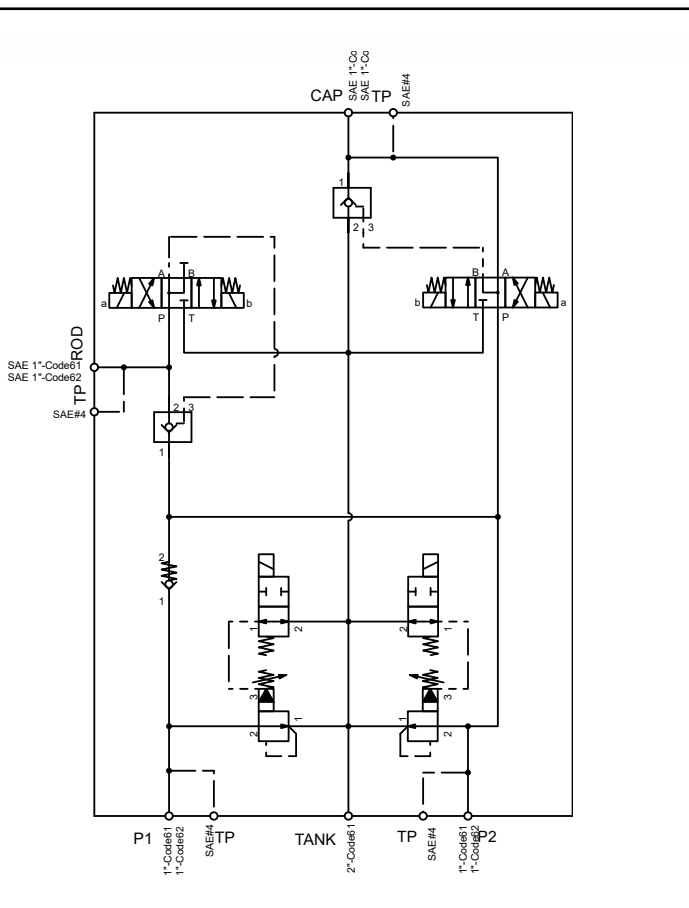 SAE 1"-Co
SAE 1"-Co
SAE#4
CAP
TP
1
2 3
A B
a
b
P T
B A
b
a
T P
ROD
SAE 1"-Code61
SAE 1"-Code62
TP
SAE#4
2 3
1
2
1
1
2
2
1
3
3
2
1
1
2
P1
1"-Code61
1"-Code62
SAE#4
TP
TANK
2"-Code61
TP
SAE#4
1"-Code61
1"-Code62
P2